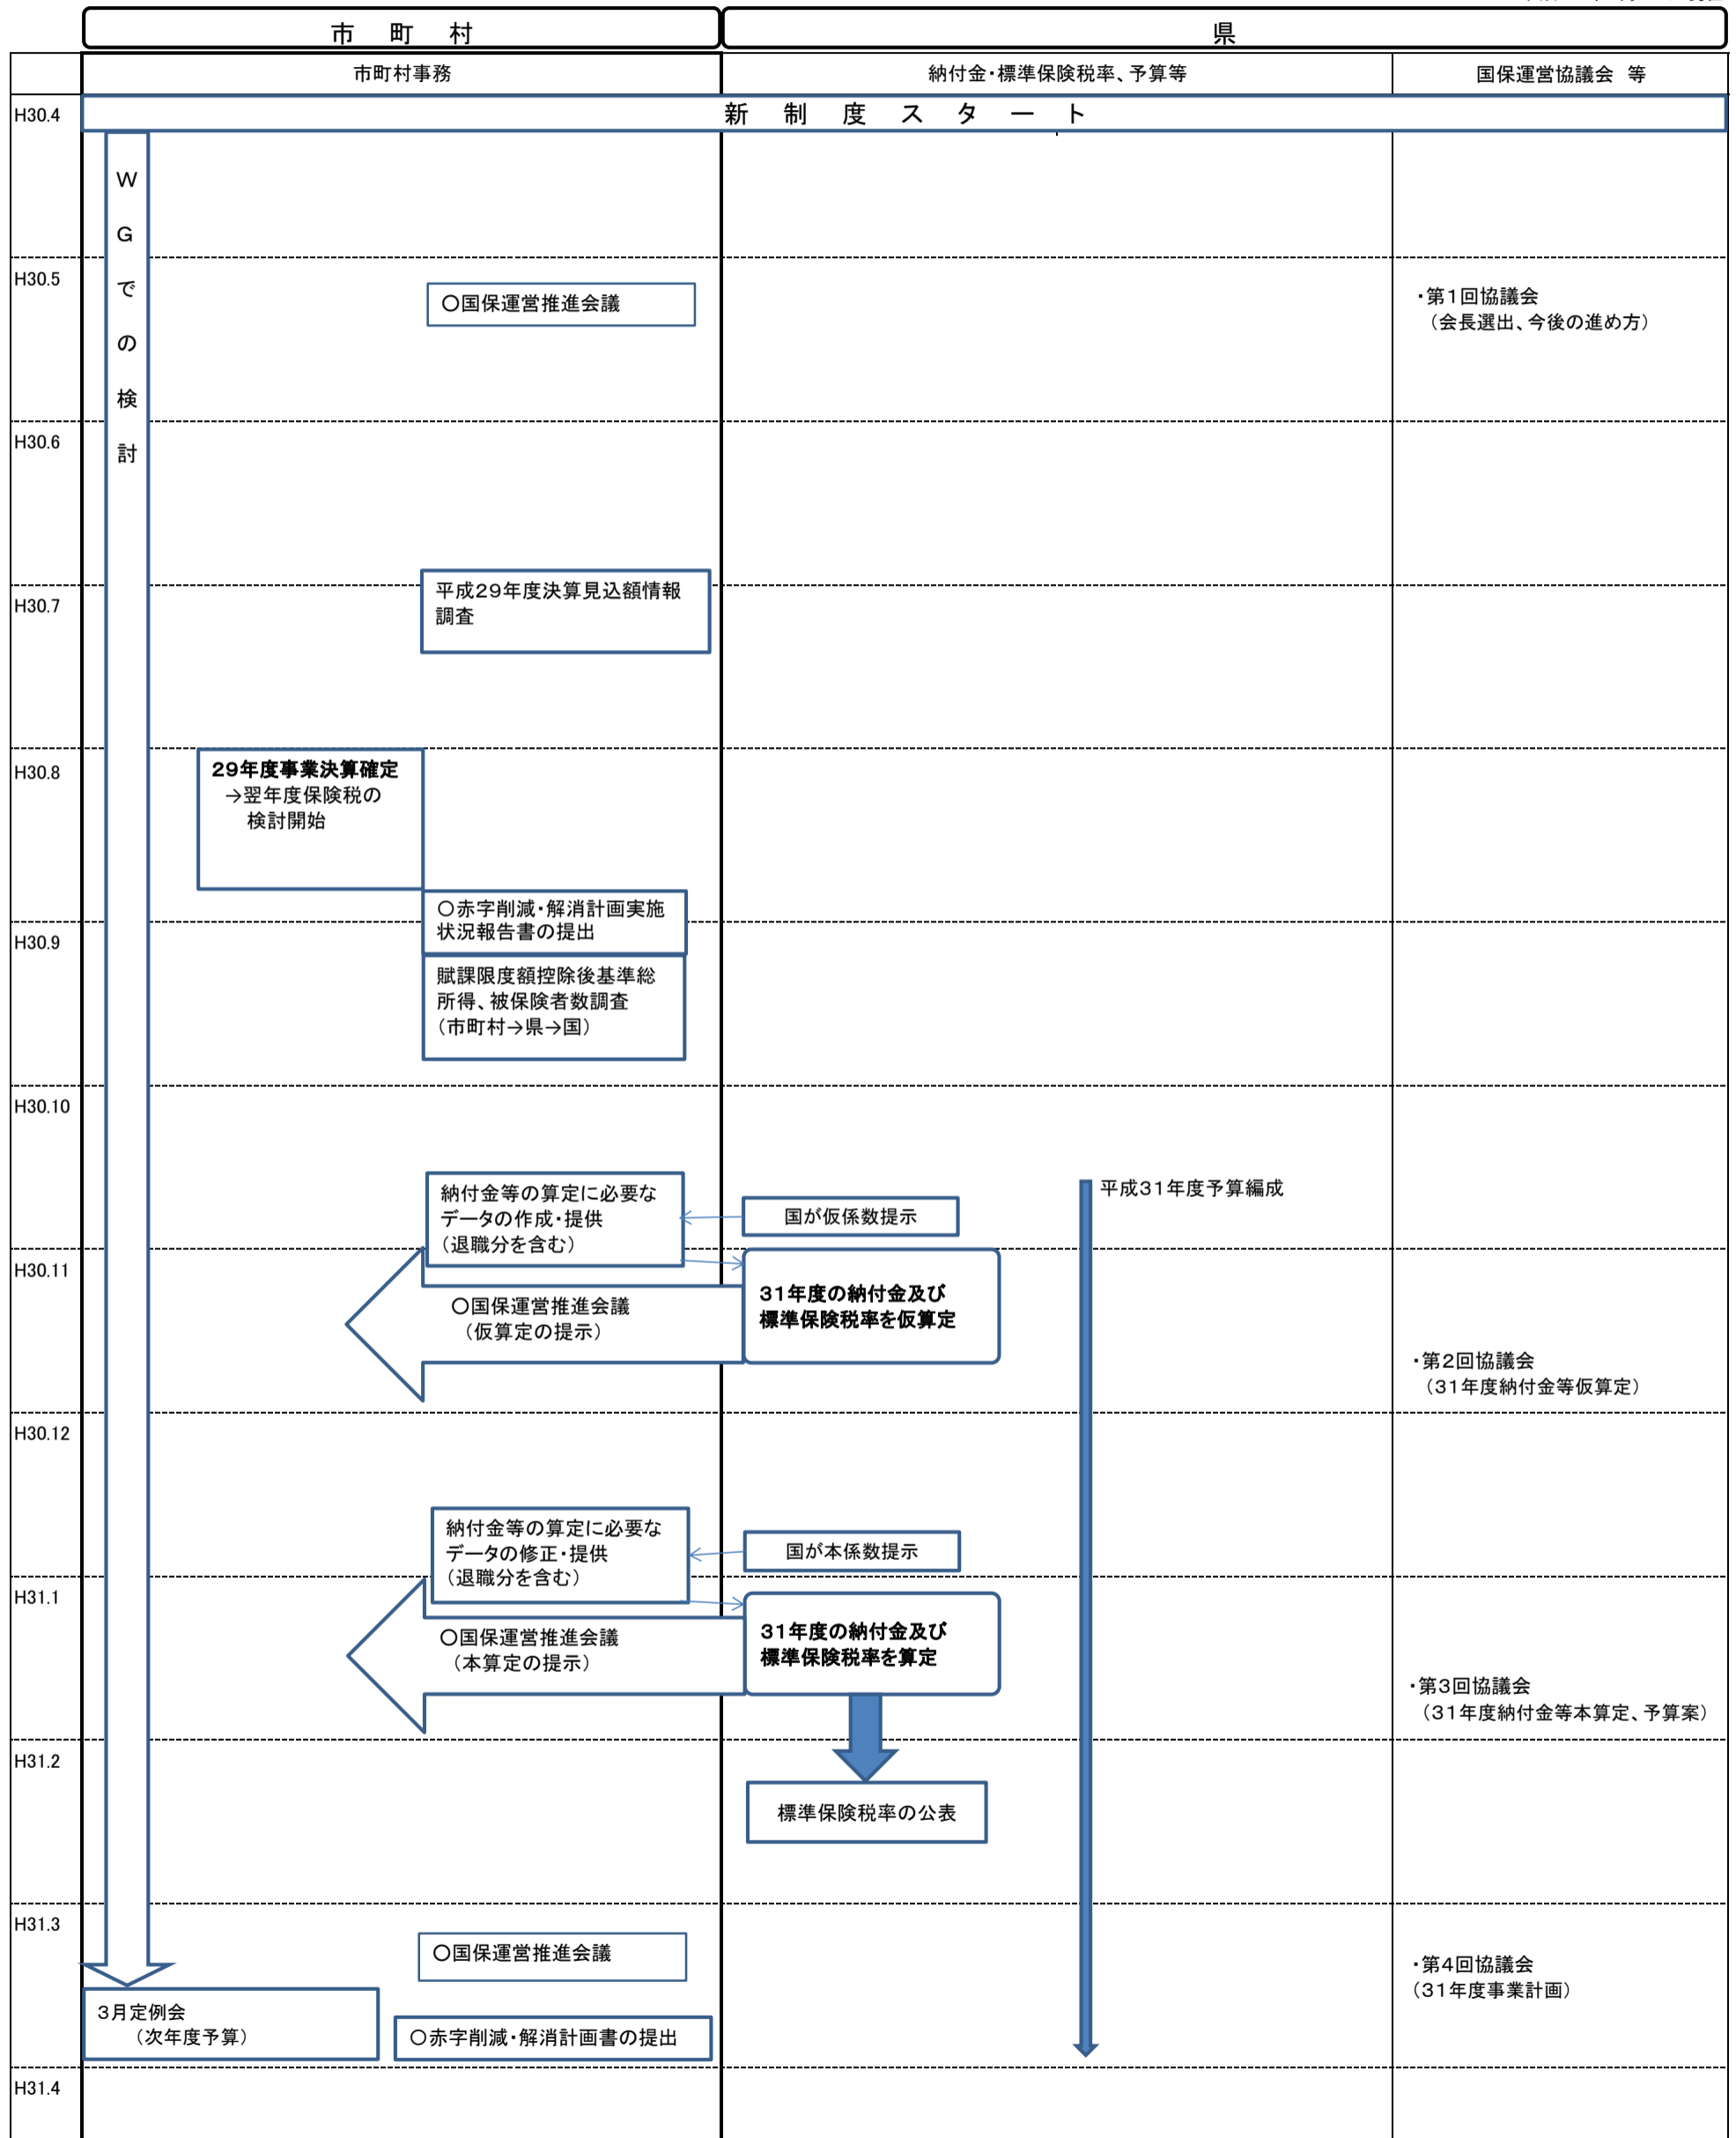 市　町　村
県
市町村事務
納付金・標準保険税率、予算等
国保運営協議会　等
H30.4
新　制　度　ス　タ　ー　ト
WGでの検討
H30.5
○国保運営推進会議
・第1回協議会
（会長選出、今後の進め方）
H30.6
H30.7
平成29年度決算見込額情報
調査
H30.8
29年度事業決算確定
→翌年度保険税の
検討開始
○赤字削減・解消計画実施
状況報告書の提出
H30.9
賦課限度額控除後基準総
所得、被保険者数調査
（市町村→県→国）
H30.10
納付金等の算定に必要な
データの作成・提供
（退職分を含む）
国が仮係数提示
平成31年度予算編成
H30.11
○国保運営推進会議
（仮算定の提示）
31年度の納付金及び
標準保険税率を仮算定
・第2回協議会
（31年度納付金等仮算定）
H30.12
納付金等の算定に必要な
データの修正・提供
（退職分を含む）
国が本係数提示
H31.1
○国保運営推進会議
（本算定の提示）
31年度の納付金及び
標準保険税率を算定
・第3回協議会
（31年度納付金等本算定、予算案）
H31.2
標準保険税率の公表
H31.3
○国保運営推進会議
・第4回協議会
（31年度事業計画）
3月定例会
（次年度予算）
○赤字削減・解消計画書の提出
H31.4